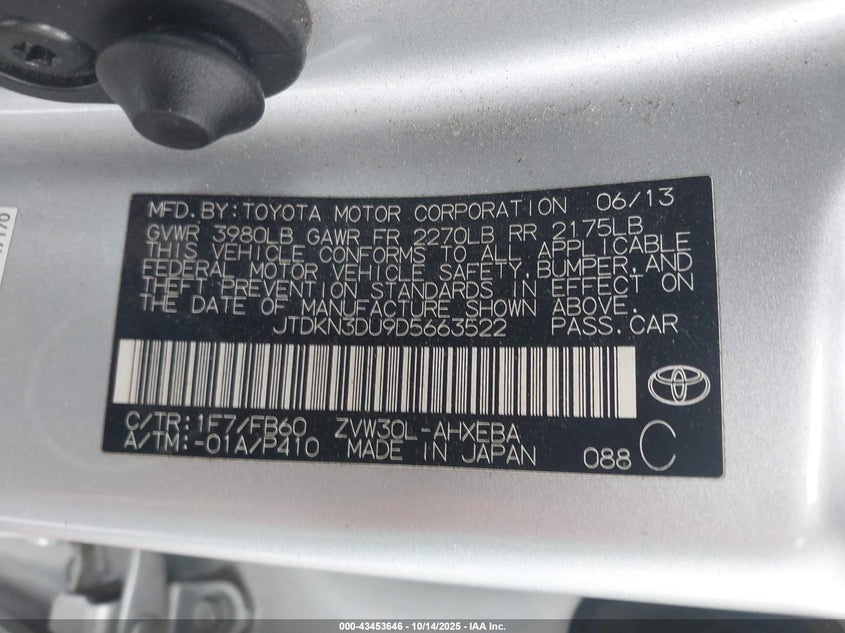 MFD.BY:TOYOTA MOTOR CORPORATION 06/13
GVWR 3980LB GAWR FR 2270LB RR 2175LB
THIS VEHICLE CONFORMS TO ALL APPLICABLE
FEDERAL MOTOR VEHICLE SAFETY,BUMPER,AND
THEFT PREVENTION STANDARDS IN EFFECT ON
THE DATE OF MANUFACTURE SHOWN ABOVE.
JTDKN3DU9D5663522 PASS.CAR
C/TR:1F7/FB60 ZVW30L-AHXEBA
A/TM:-01A/P410 MADE IN JAPAN 088 C
000-43453646 - 10/14/2025 - IAA Inc.